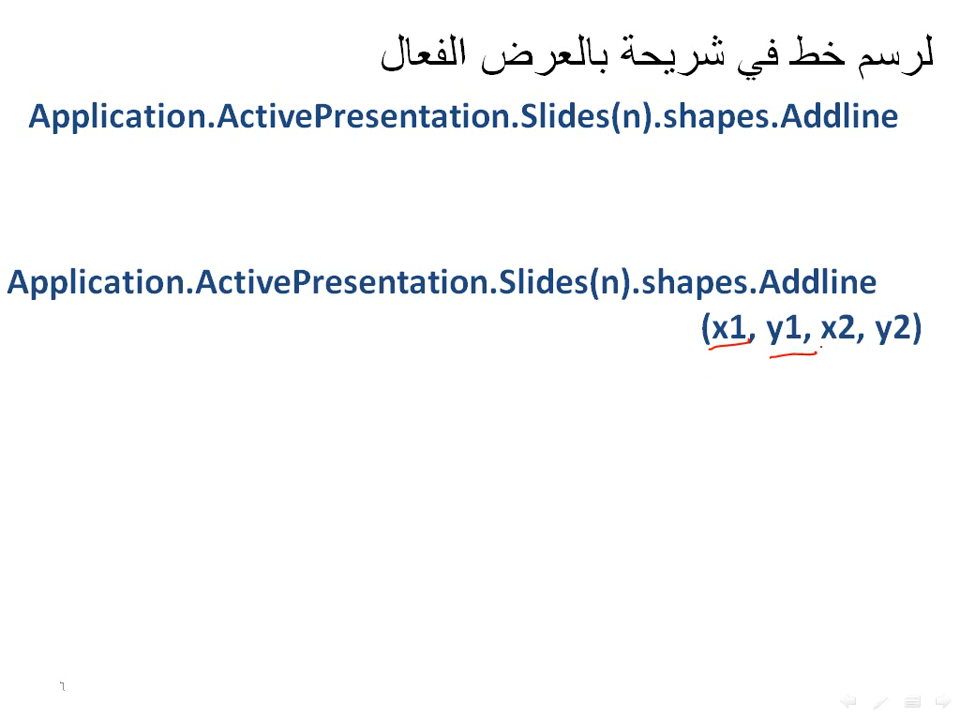 لرسم خط في شريحة بالعرض الفعال
Application.ActivePresentation.Slides(n).shapes.Addline
Application.ActivePresentation.Slides(n).shapes.Addline
(x1, y1, x2, y2)
٦